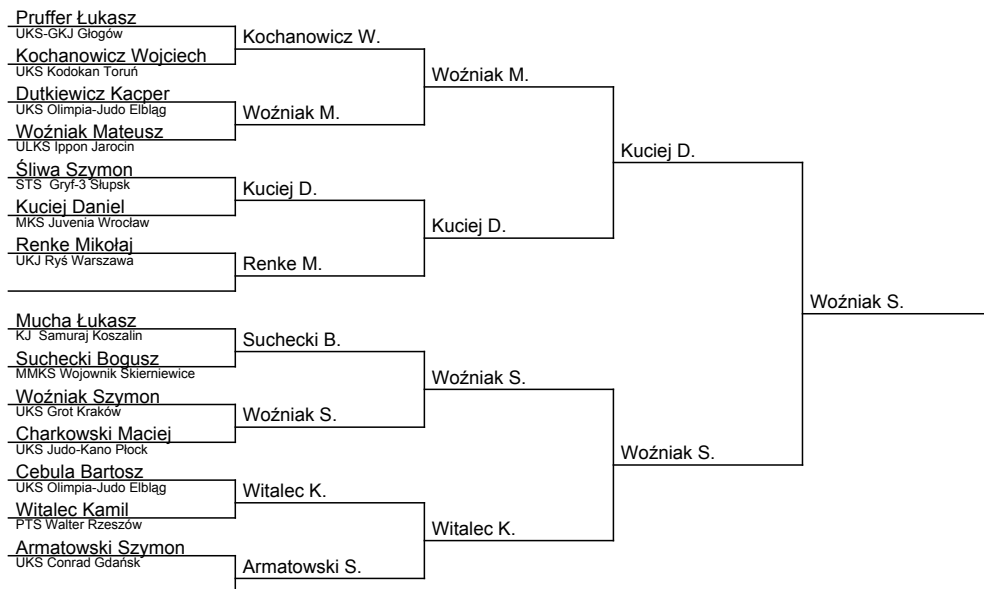 Pruffer Łukasz
UKS-GKJ Głogów
Kochanowicz Wojciech
UKS Kodokan Toruń
Dutkiewicz Kacper
UKS Olimpia-Judo Elbląg
Woźniak Mateusz
ULKS Ippon Jarocin
Śliwa Szymon
STS Gryf-3 Słupsk
Kuciej Daniel
MKS Juvenia Wrocław
Renke Mikołaj
UKJ Ryś Warszawa
Mucha Łukasz
KJ Samuraj Koszalin
Suchecki Bogusz
MMKS Wojownik Skierniewice
Woźniak Szymon
UKS Grot Kraków
Charkowski Maciej
UKS Judo-Kano Płock
Cebula Bartosz
UKS Olimpia-Judo Elbląg
Witalec Kamil
PTS Walter Rzeszów
Armatowski Szymon
UKS Conrad Gdańsk
Kochanowicz W.
Woźniak M.
Kuciej D.
Renke M.
Suchecki B.
Woźniak S.
Witalec K.
Armatowski S.
Woźniak M.
Kuciej D.
Woźniak S.
Witalec K.
Kuciej D.
Woźniak S.
Woźniak S.